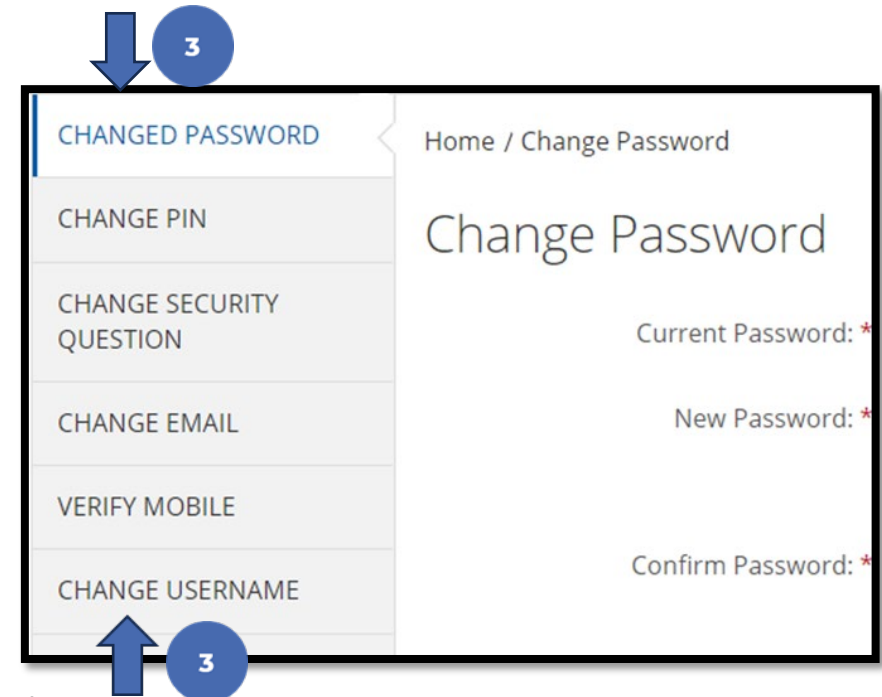 3
CHANGED PASSWORD
CHANGE PIN
CHANGE SECURITY
QUESTION
CHANGE EMAIL
VERIFY MOBILE
CHANGE USERNAME
3
Home / Change Password
Change Password
Current Password: *
New Password: *
Confirm Password: *